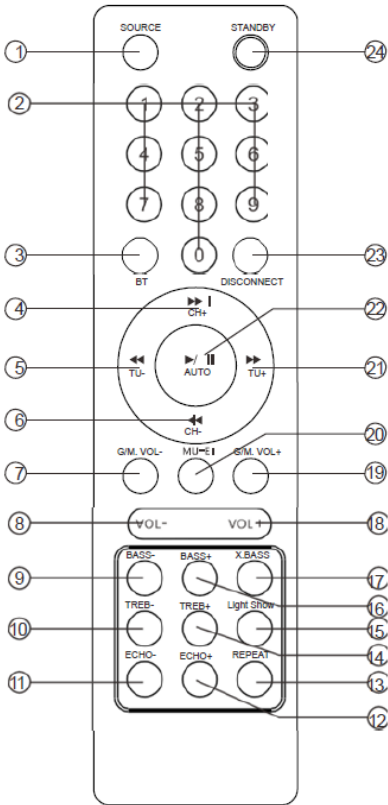 SOURCE STANDBY
1 24
2 1 2 3
4 5 6
7 8 9
3 0 23
BT DISCONNECT
4 CH+ 22
5 TU- AUTO TU+ 21
6 CH- 20
G/M. VOL- G/M. VOL+
7 19
8 VOL- VOL+ 18
BASS- BASS+ X.BASS
9 17
16
TREB- TREB+ Light Show
10 15
14
ECHO- ECHO+ REPEAT
11 13
12